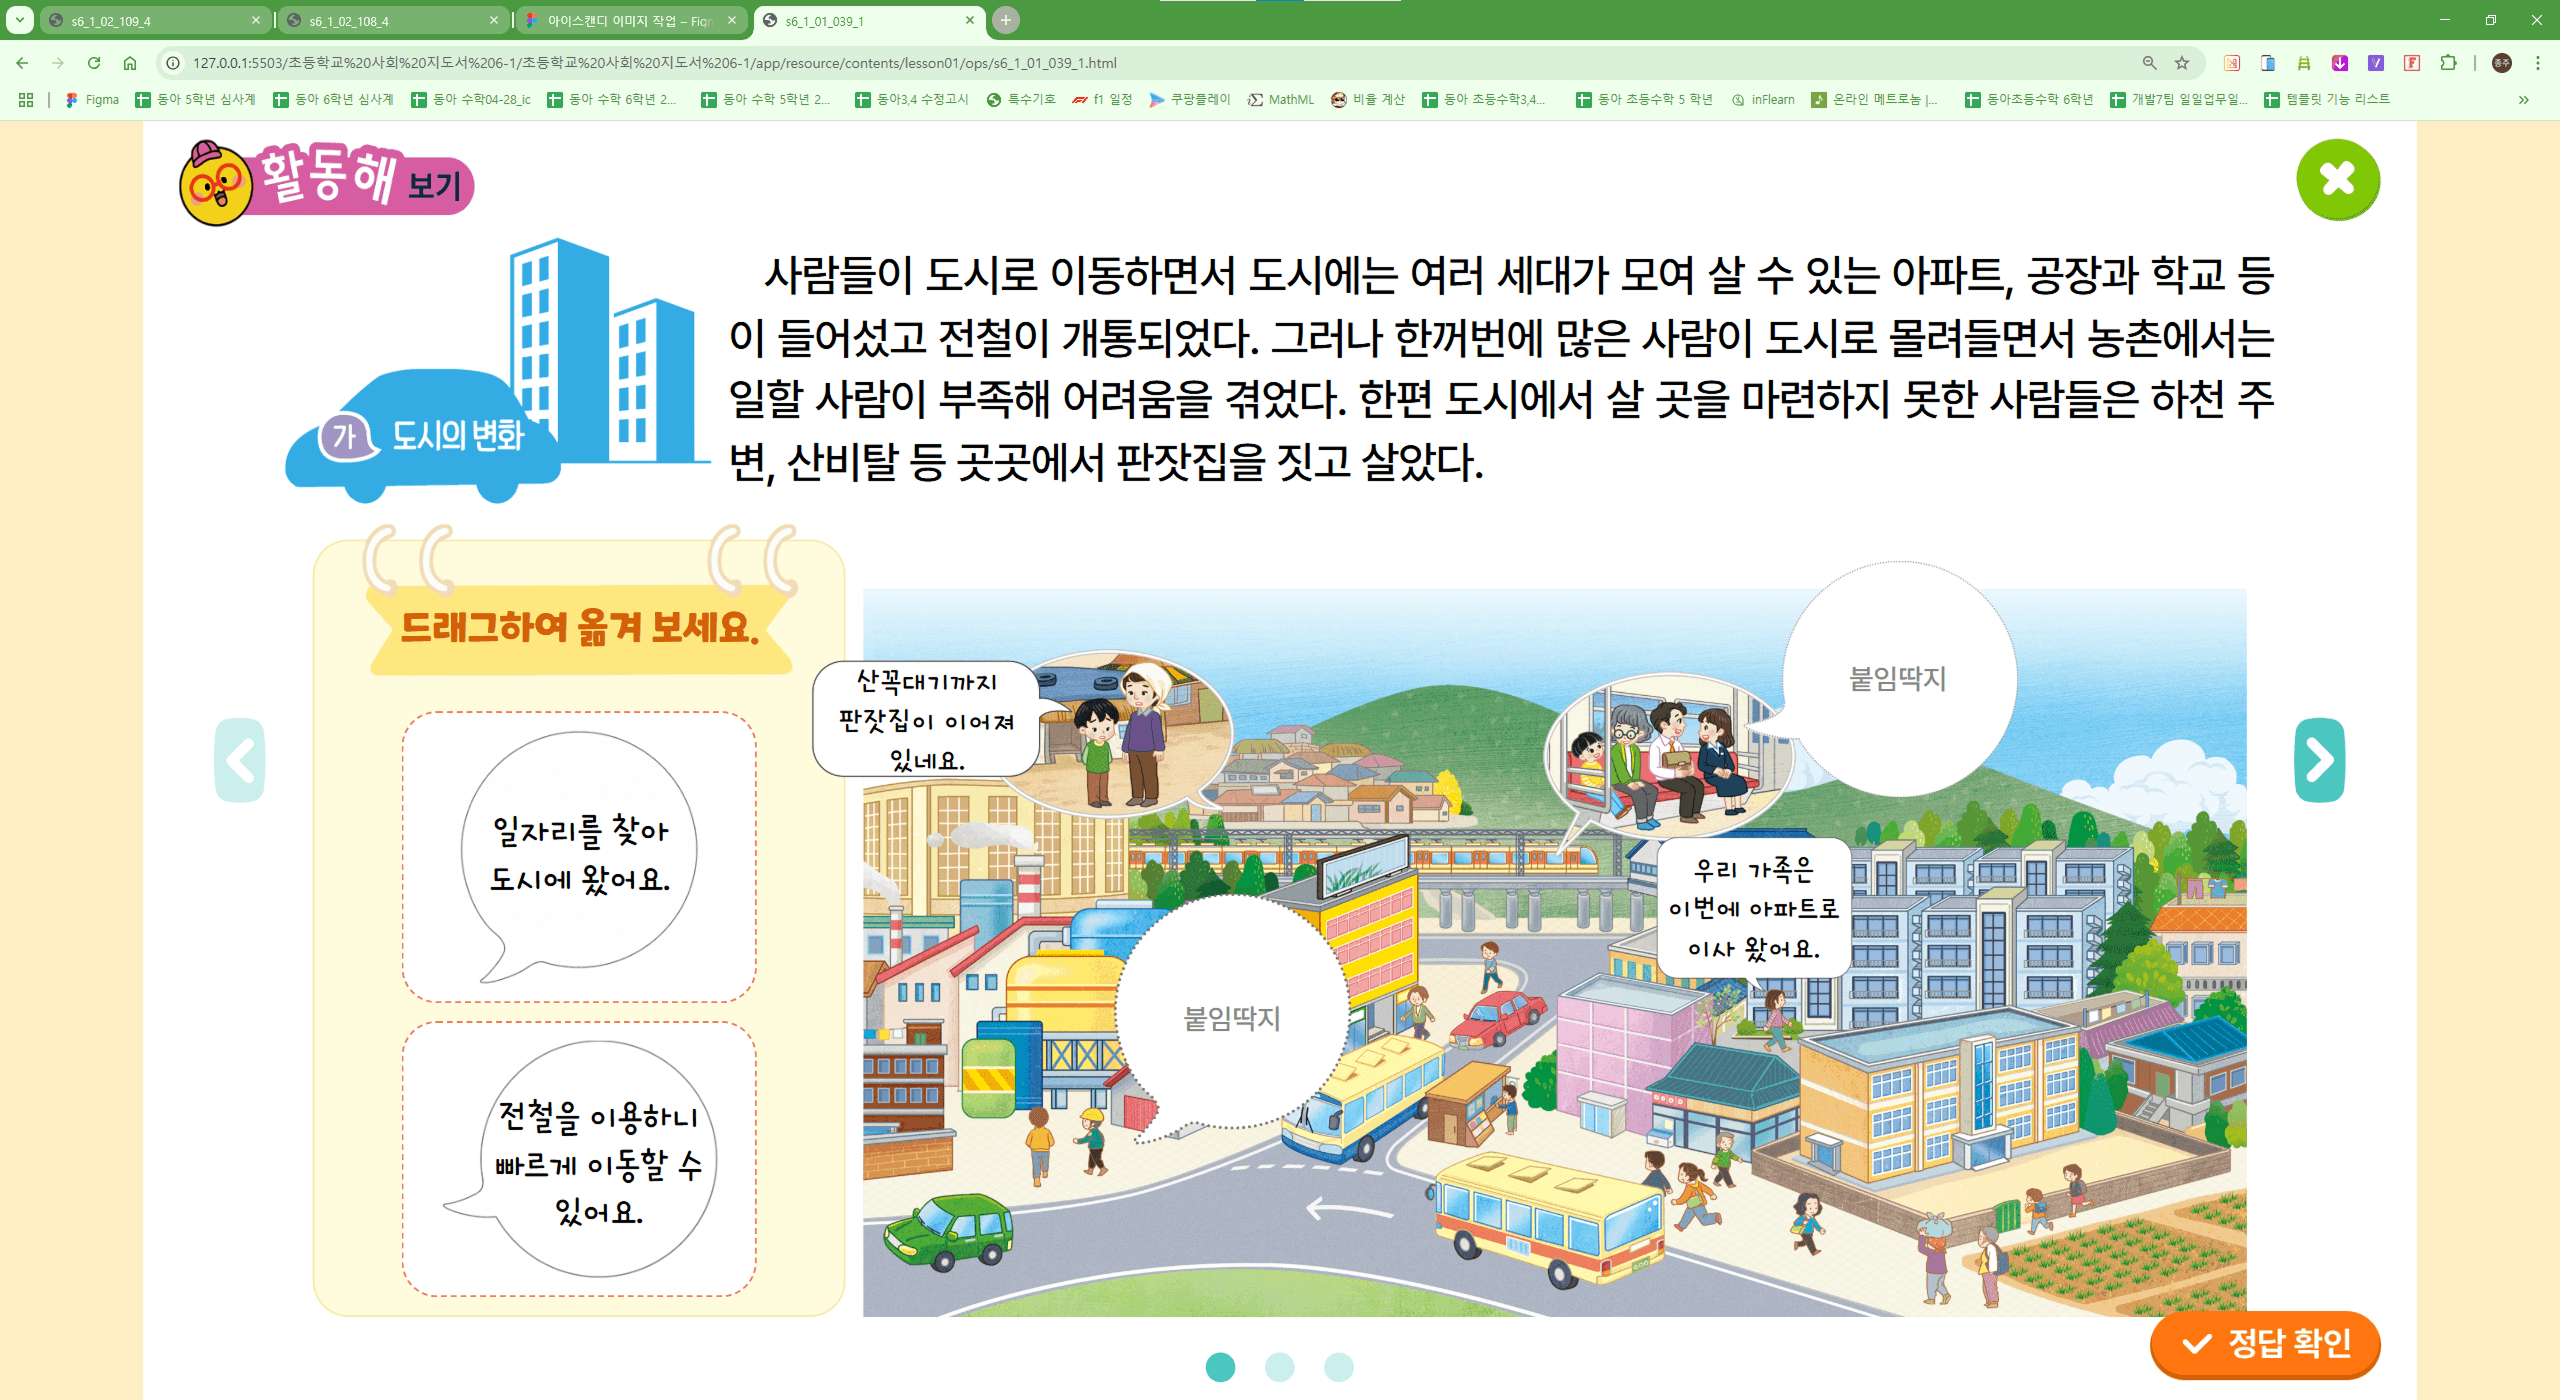 s6_1_02_109_4
s6_1_02_108_4
아이스캔디 이미지 작업 – Fig
s6_1_01_039_1
127.0.0.1:5503/초등학교%20사회%20지도서%206-1/초등학교%20사회%20지도서%206-1/app/resource/contents/lesson01/ops/s6_1_01_039_1.html
Figma
동아 5학년 심사계
동아 6학년 심사계
동아 수학04-28_ic
동아 수학 6학년 2...
동아 수학 5학년 2...
동아3,4 수정고시
특수기호
f1 일정
쿠팡플레이
MathML
비율 계산
동아 초등수학3,4...
동아 초등수학 5 학년
inFlearn
온라인 메트로놈 |...
동아초등수학 6학년
개발7팀 일일업무일...
템플릿 기능 리스트
활동해 보기
사람들이 도시로 이동하면서 도시에는 여러 세대가 모여 살 수 있는 아파트, 공장과 학교 등
이 들어섰고 전철이 개통되었다. 그러나 한꺼번에 많은 사람이 도시로 몰려들면서 농촌에서는
일할 사람이 부족해 어려움을 겪었다. 한편 도시에서 살 곳을 마련하지 못한 사람들은 하천 주
변, 산비탈 등 곳곳에서 판잣집을 짓고 살았다.
가 도시의 변화
드래그하여 옮겨 보세요.
일자리를 찾아
도시에 왔어요.
전철을 이용하니
빠르게 이동할 수
있어요.
산꼭대기까지
판잣집이 이어져
있네요.
붙임딱지
우리 가족은
이번에 아파트로
이사 왔어요.
붙임딱지
정답 확인